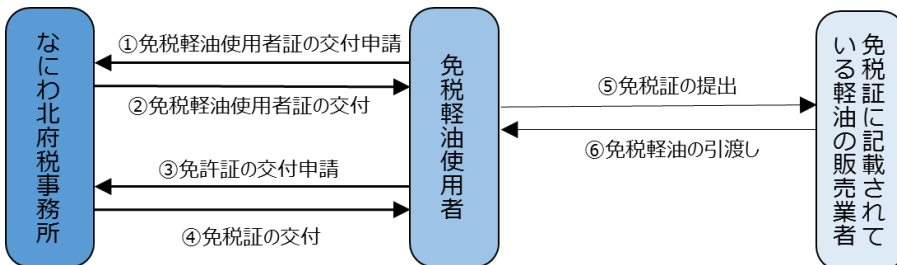 なにわ北府税事務所
①免税軽油使用者証の交付申請
②免税軽油使用者証の交付
③免許証の交付申請
④免税証の交付
免税軽油使用者
⑤免税証の提出
⑥免税軽油の引渡し
免税証に記載されて
いる軽油の販売業者